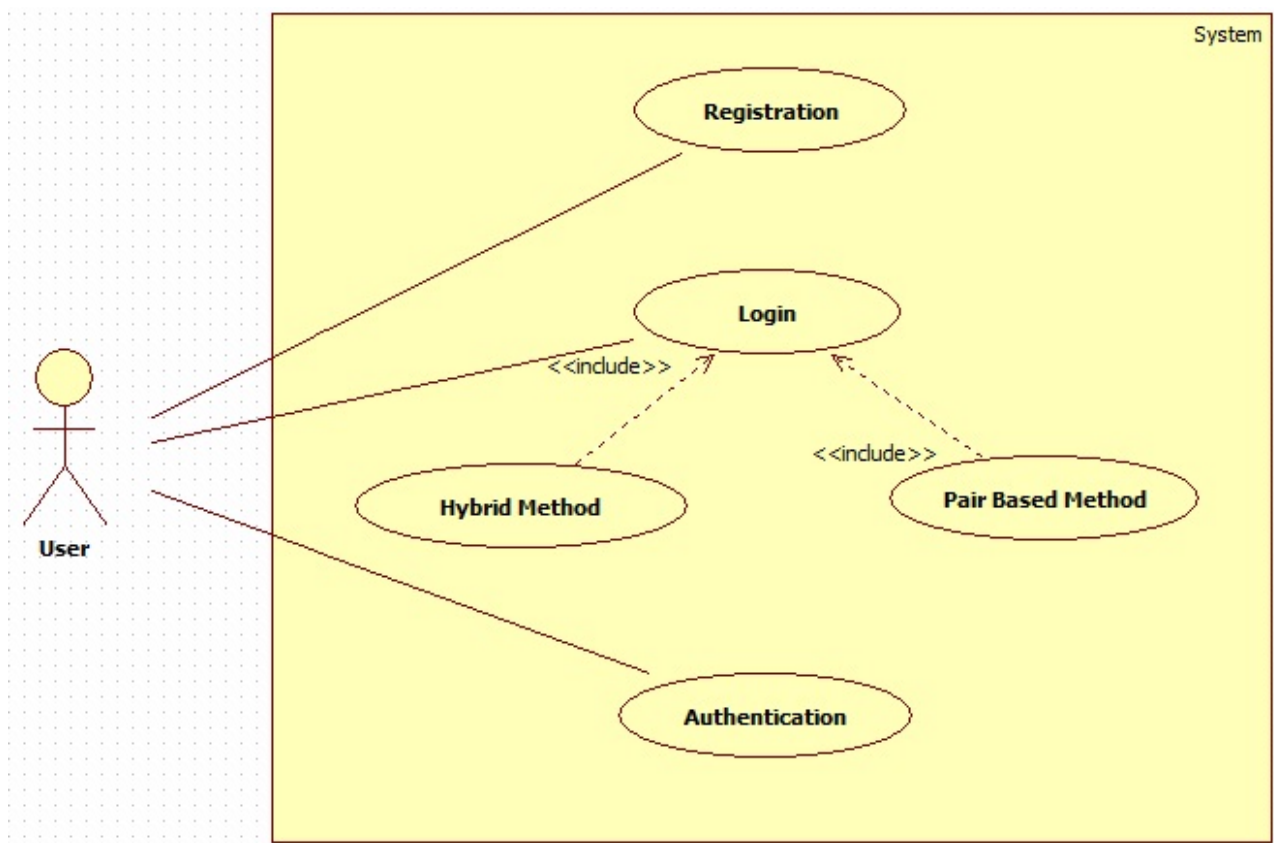 System
Registration
Login
<<include>>
<<include>>
Hybrid Method
Pair Based Method
User
Authentication